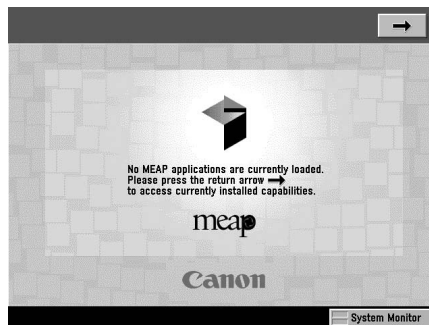 No MEAP applications are currently loaded.
Please press the return arrow →
to access currently installed capabilities.
meap
Canon
System Monitor